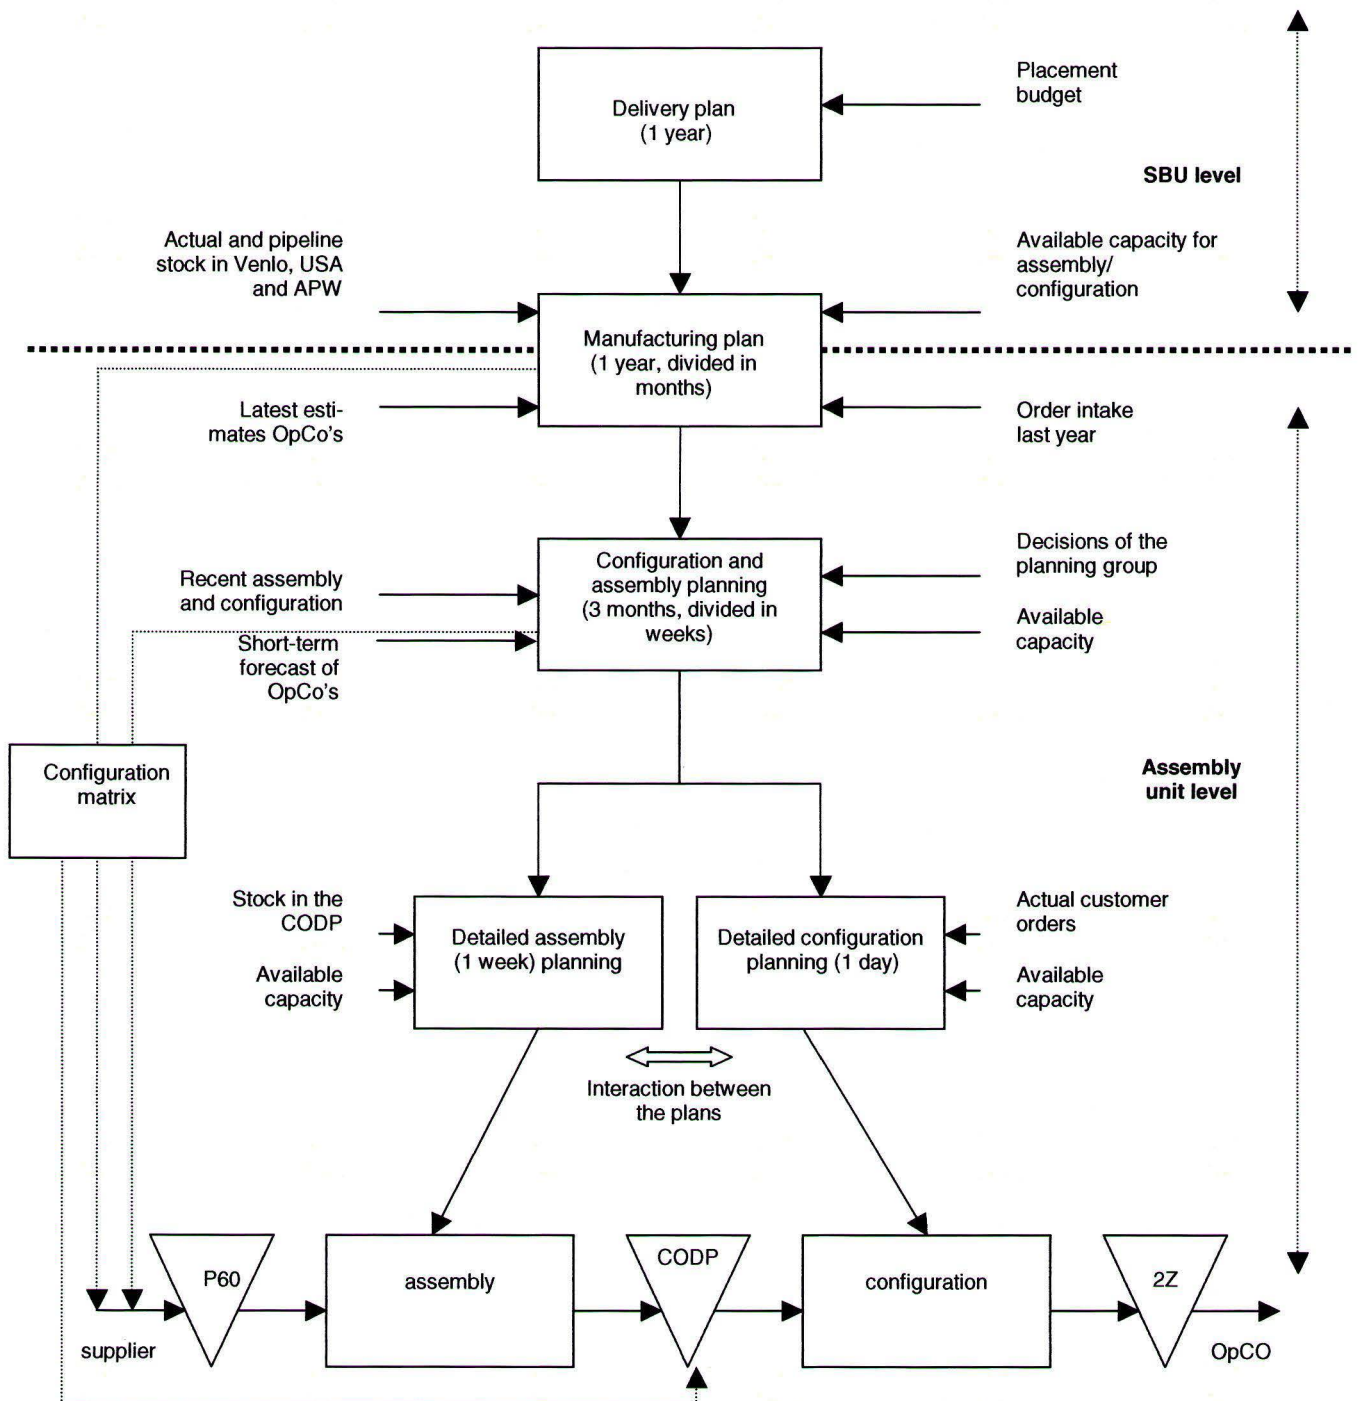 Placement
budget
Delivery plan
(1 year)
SBU level
Actual and pipeline
stock in Venlo, USA
and APW
Available capacity for
assembly/
configuration
Manufacturing plan
(1 year, divided in
months)
Latest esti-
mates OpCo's
Order intake
last year
Decisions of the
planning group
Configuration and
assembly planning
(3 months, divided in
weeks)
Recent assembly
and configuration
Available
capacity
Short-term
forecast of
OpCo's
Configuration
matrix
Assembly
unit level
Stock in the
CODP
Available
capacity
Detailed assembly
(1 week) planning
Detailed configuration
planning (1 day)
Actual customer
orders
Available
capacity
Interaction between
the plans
P60
assembly
CODP
configuration
2Z
supplier
OpCO